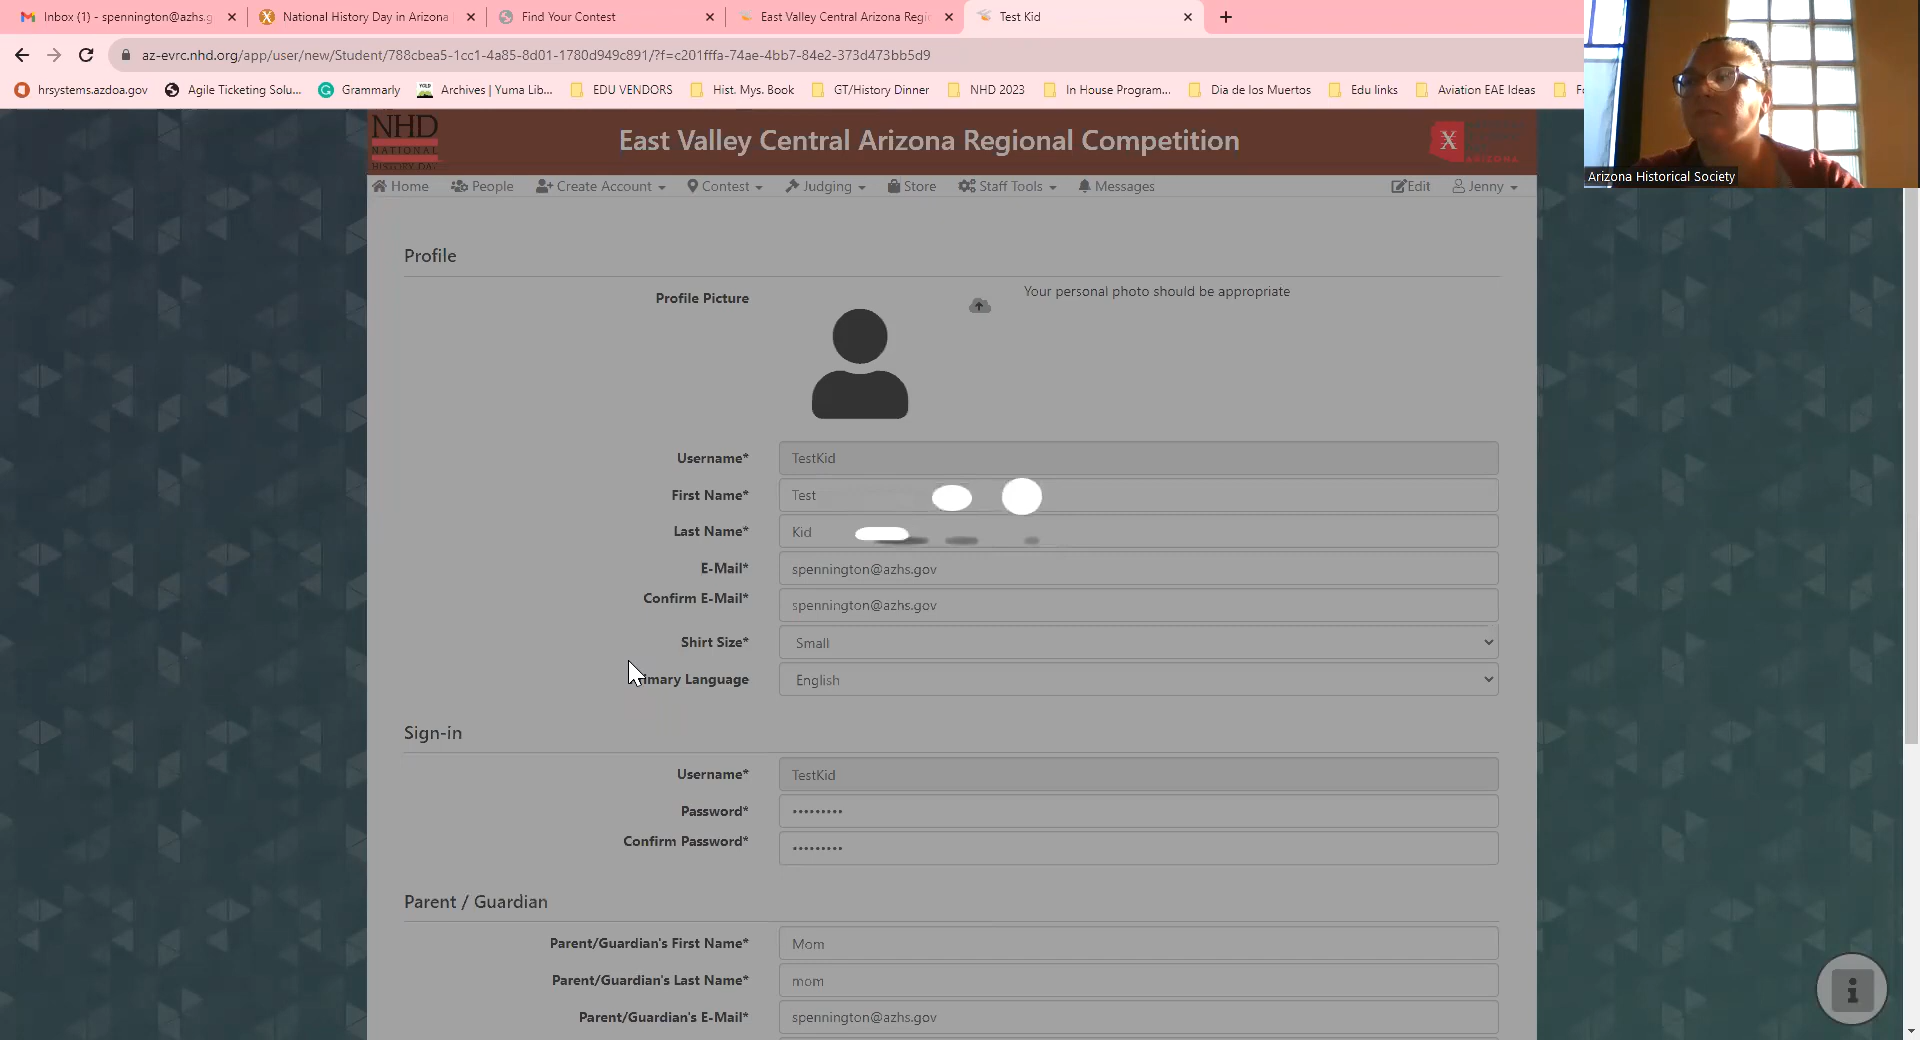 Inbox (1) - spennington@azhs.g
National History Day in Arizona
Find Your Contest
East Valley Central Arizona Regi
Test Kid
az-evrc.nhd.org/app/user/new/Student/788cbea5-1cc1-4a85-8d01-1780d949c891/?f=c201fffa-74ae-4bb7-84e2-373d473bb5d9
hrsystems.azdoa.gov
Agile Ticketing Solu...
Grammarly
Archives | Yuma Lib...
EDU VENDORS
Hist. Mys. Book
GT/History Dinner
NHD 2023
In House Program...
Dia de los Muertos
Edu links
Aviation EAE Ideas
Arizona Historical Society
NHD
NATIONAL
HISTORY DAY
East Valley Central Arizona Regional Competition
Home
People
Create Account
Contest
Judging
Store
Staff Tools
Messages
Edit
Jenny
Profile
Profile Picture
Your personal photo should be appropriate
Username* TestKid
First Name* Test
Last Name* Kid
E-Mail* spennington@azhs.gov
Confirm E-Mail* spennington@azhs.gov
Shirt Size* Small
imary Language English
Sign-in
Username* TestKid
Password* •••••••••
Confirm Password* •••••••••
Parent / Guardian
Parent/Guardian's First Name* Mom
Parent/Guardian's Last Name* mom
Parent/Guardian's E-Mail* spennington@azhs.gov